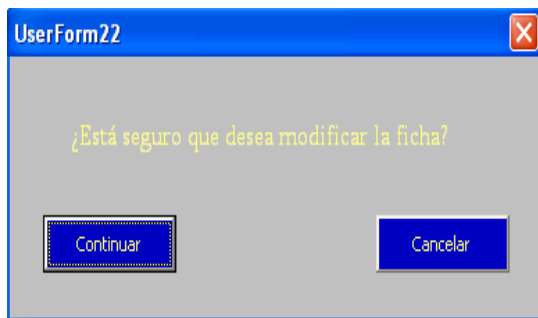 UserForm22
¿Está seguro que desea modificar la ficha?
Continuar
Cancelar